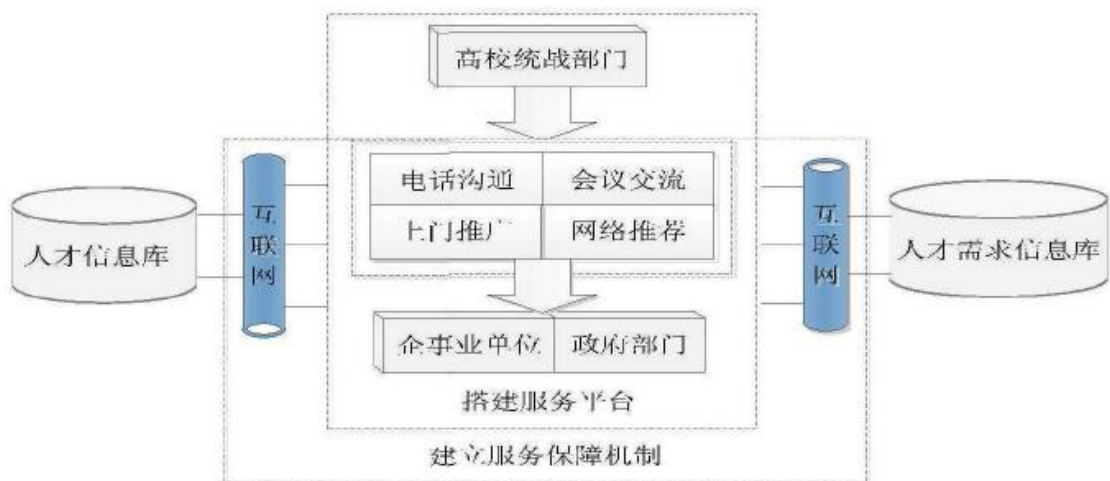 高校统战部门
电话沟通 会议交流
上门推广 网络推荐
人才信息库
互联网
互联网
人才需求信息库
企事业单位 政府部门
搭建服务平台
建立服务保障机制